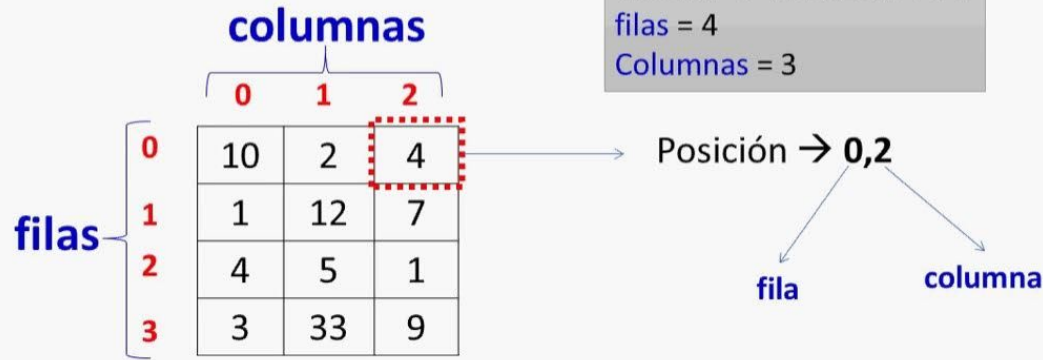 columnas
filas = 4
Columnas = 3
0 1 2
0 10 2 4
Posición → 0,2
1 1 12 7
filas
2 4 5 1
fila columna
3 3 33 9